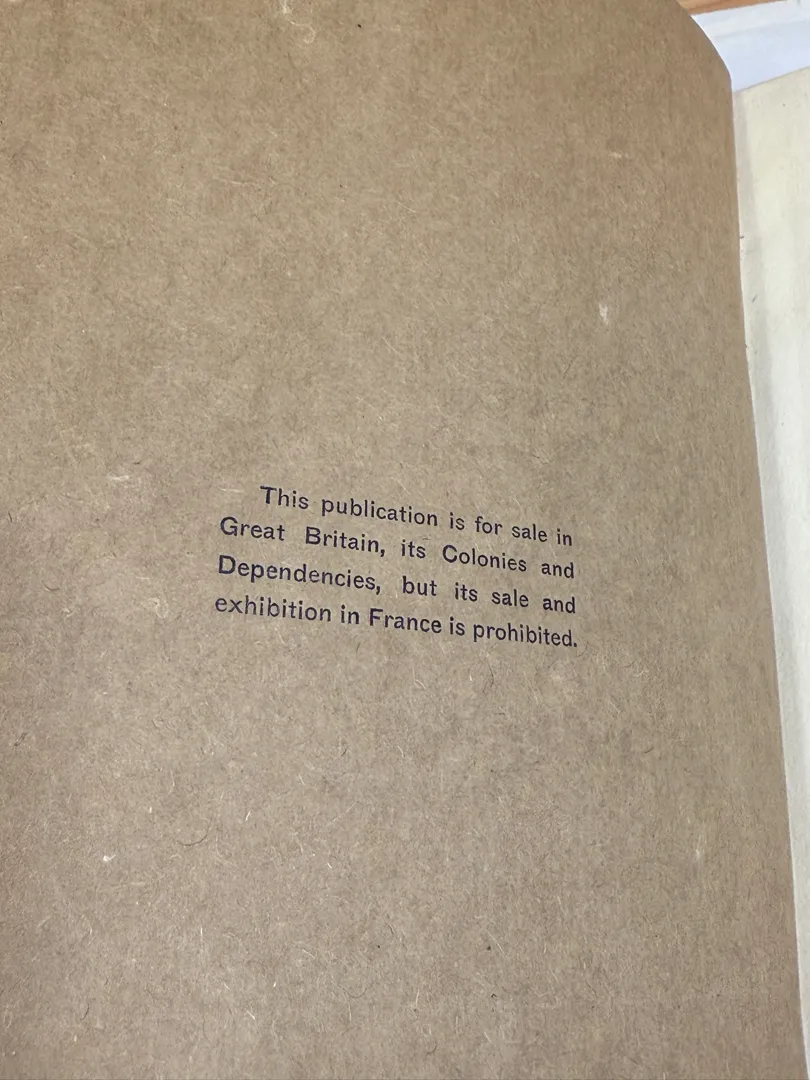 This publication is for sale in
Great Britain, its Colonies and
Dependencies, but its sale and
exhibition in France is prohibited.